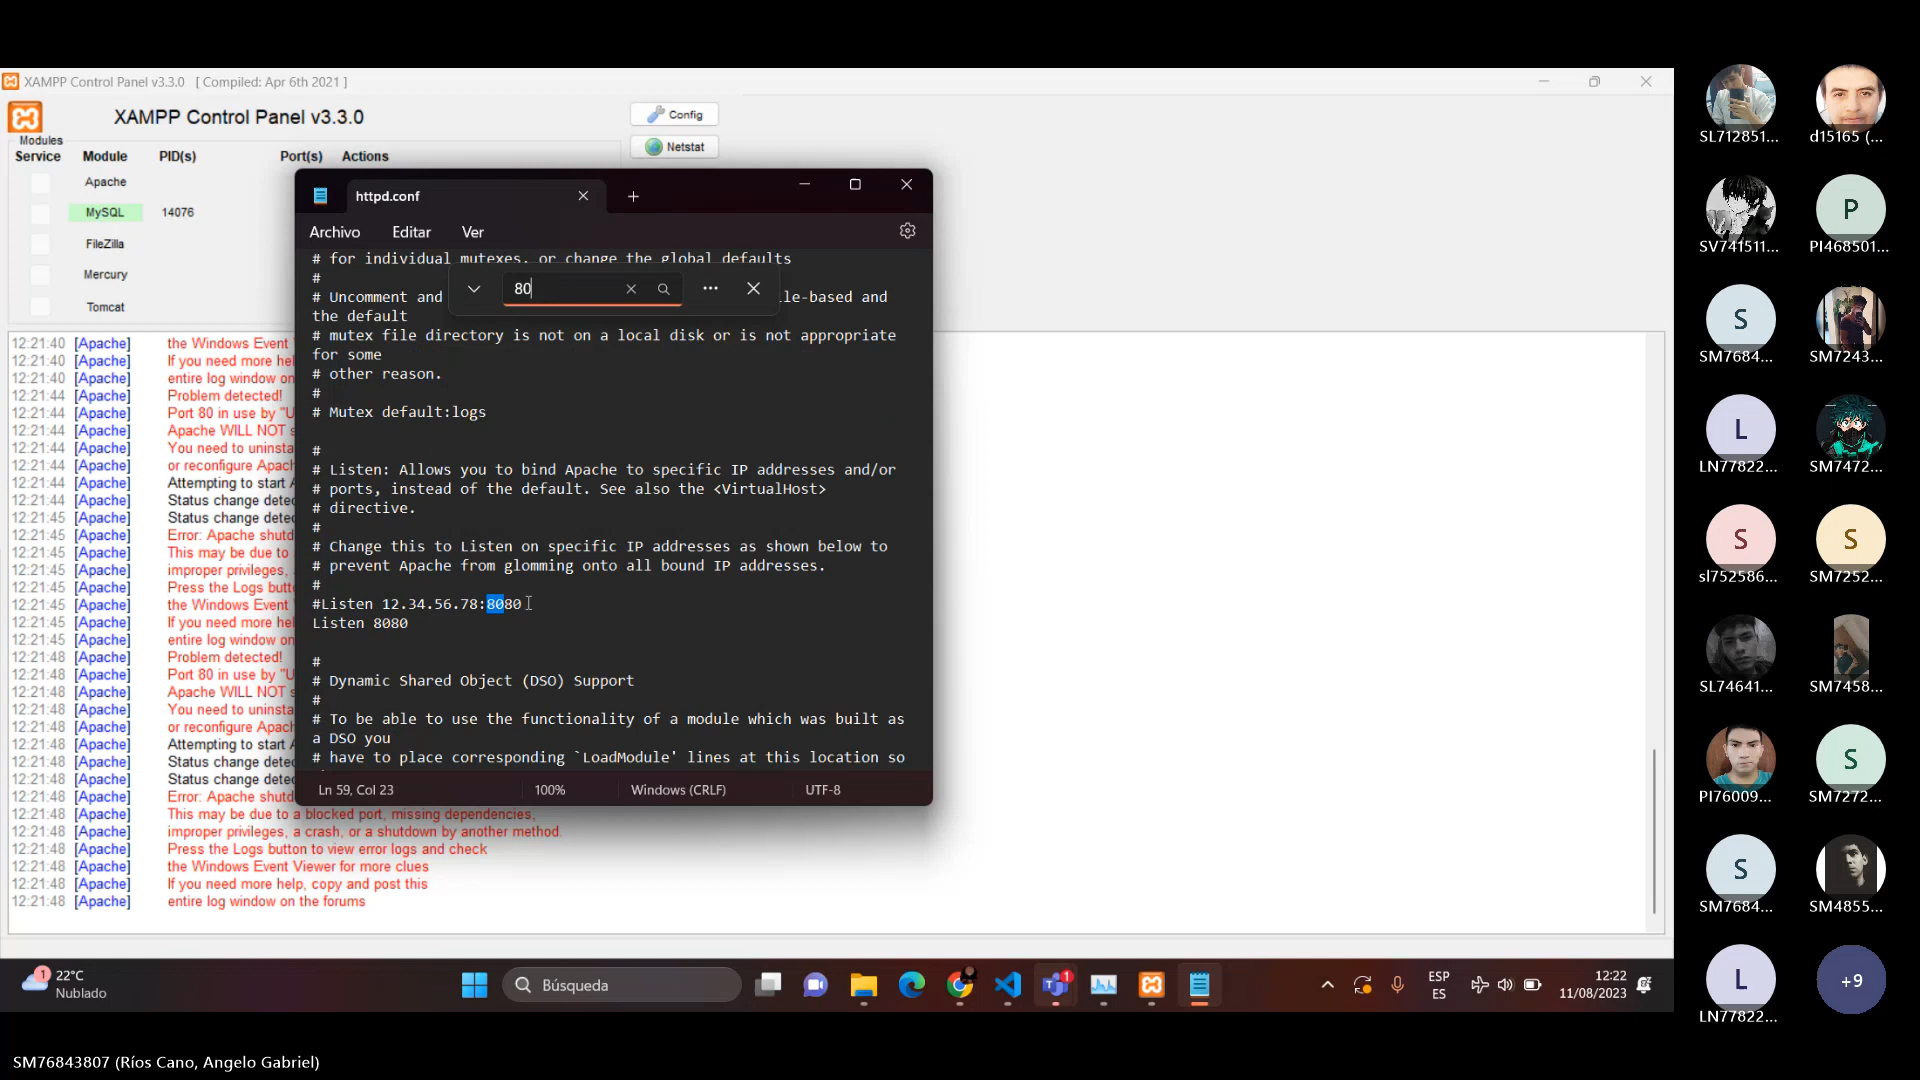 XAMPP Control Panel v3.3.0 [ Compiled: Apr 6th 2021 ]
XAMPP Control Panel v3.3.0
Config
Netstat
Modules
Service Module PID(s) Port(s) Actions
Apache
MySQL 14076
FileZilla
Mercury
Tomcat
httpd.conf
Archivo Editar Ver
80
# for individual mutexes, or change the global defaults
#
# Uncomment and le-based and
the default
# mutex file directory is not on a local disk or is not appropriate
for some
# other reason.
#
# Mutex default:logs
#
# Listen: Allows you to bind Apache to specific IP addresses and/or
# ports, instead of the default. See also the <VirtualHost>
# directive.
#
# Change this to Listen on specific IP addresses as shown below to
# prevent Apache from glomming onto all bound IP addresses.
#
#Listen 12.34.56.78:8080
Listen 8080
#
# Dynamic Shared Object (DSO) Support
#
# To be able to use the functionality of a module which was built as
a DSO you
# have to place corresponding `LoadModule' lines at this location so
Ln 59, Col 23 100% Windows (CRLF) UTF-8
12:21:40 [Apache] the Windows Event
12:21:40 [Apache] If you need more hel
12:21:40 [Apache] entire log window on
12:21:44 [Apache] Problem detected!
12:21:44 [Apache] Port 80 in use by "U
12:21:44 [Apache] Apache WILL NOT s
12:21:44 [Apache] You need to uninsta
12:21:44 [Apache] or reconfigure Apach
12:21:44 [Apache] Attempting to start A
12:21:44 [Apache] Status change detec
12:21:45 [Apache] Status change detec
12:21:45 [Apache] Error: Apache shutd
12:21:45 [Apache] This may be due to
12:21:45 [Apache] improper privileges,
12:21:45 [Apache] Press the Logs butto
12:21:45 [Apache] the Windows Event
12:21:45 [Apache] If you need more hel
12:21:45 [Apache] entire log window on
12:21:48 [Apache] Problem detected!
12:21:48 [Apache] Port 80 in use by "U
12:21:48 [Apache] Apache WILL NOT s
12:21:48 [Apache] You need to uninsta
12:21:48 [Apache] or reconfigure Apach
12:21:48 [Apache] Attempting to start A
12:21:48 [Apache] Status change detec
12:21:48 [Apache] Status change detec
12:21:48 [Apache] Error: Apache shutd
12:21:48 [Apache] This may be due to a blocked port, missing dependencies,
12:21:48 [Apache] improper privileges, a crash, or a shutdown by another method.
12:21:48 [Apache] Press the Logs button to view error logs and check
12:21:48 [Apache] the Windows Event Viewer for more clues
12:21:48 [Apache] If you need more help, copy and post this
12:21:48 [Apache] entire log window on the forums
1
22°C
Nublado
Búsqueda
1
ESP
ES
12:22
11/08/2023
SL712851... d15165 (...
P
SV741511... PI468501...
S
SM7684... SM7243...
L
LN77822... SM7472...
S S
sl752586... SM7252...
SL74641... SM7458...
S
PI76009... SM7272...
S
SM7684... SM4855...
L +9
LN77822...
SM76843807 (Ríos Cano, Angelo Gabriel)